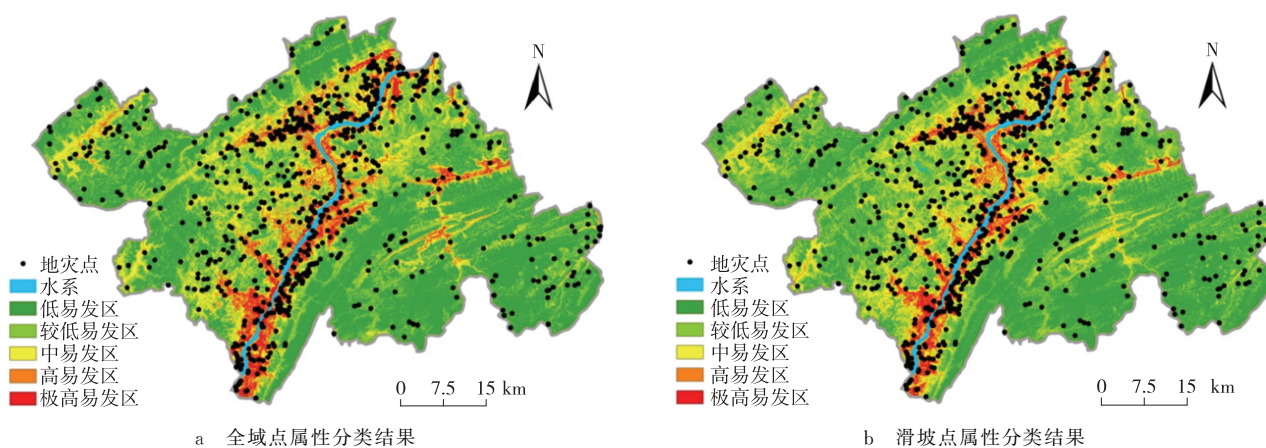 N
地灾点
水系
低易发区
较低易发区
中易发区
高易发区
极高易发区
0 7.5 15 km
a 全域点属性分类结果
N
地灾点
水系
低易发区
较低易发区
中易发区
高易发区
极高易发区
0 7.5 15 km
b 滑坡点属性分类结果